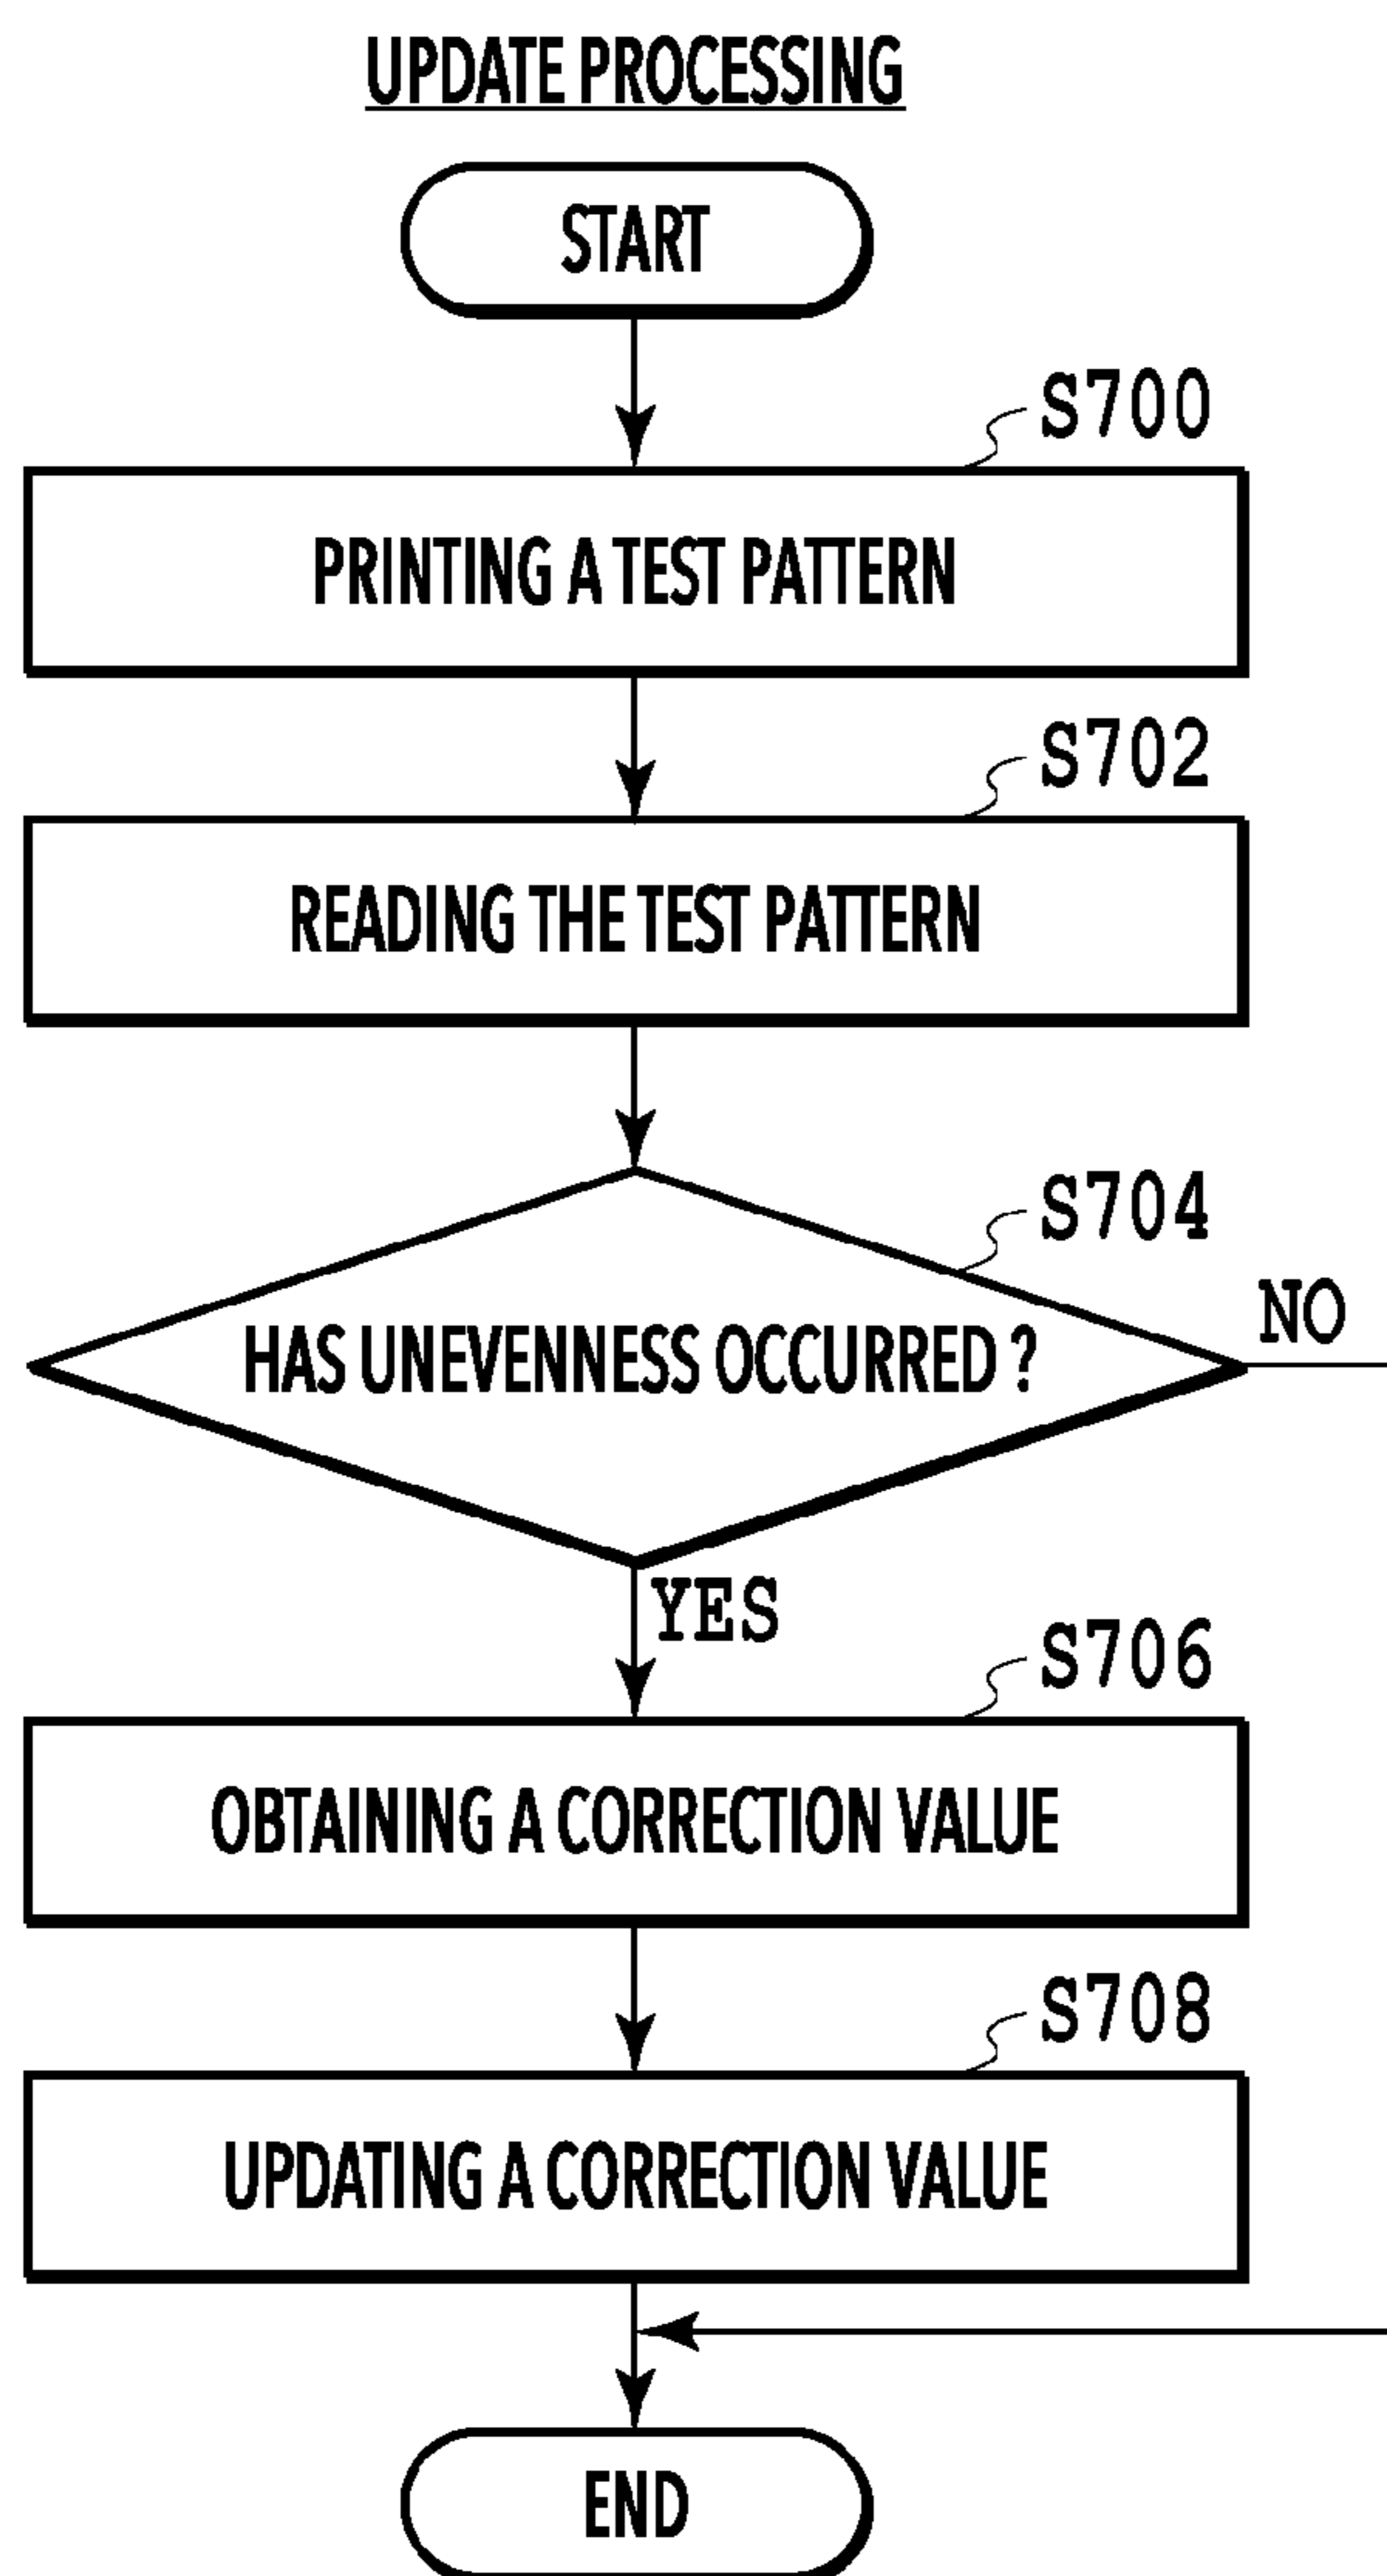 UPDATE PROCESSING
START
S700
PRINTING A TEST PATTERN
S702
READING THE TEST PATTERN
S704
NO
HAS UNEVENNESS OCCURRED ?
YES
S706
OBTAINING A CORRECTION VALUE
S708
UPDATING A CORRECTION VALUE
END